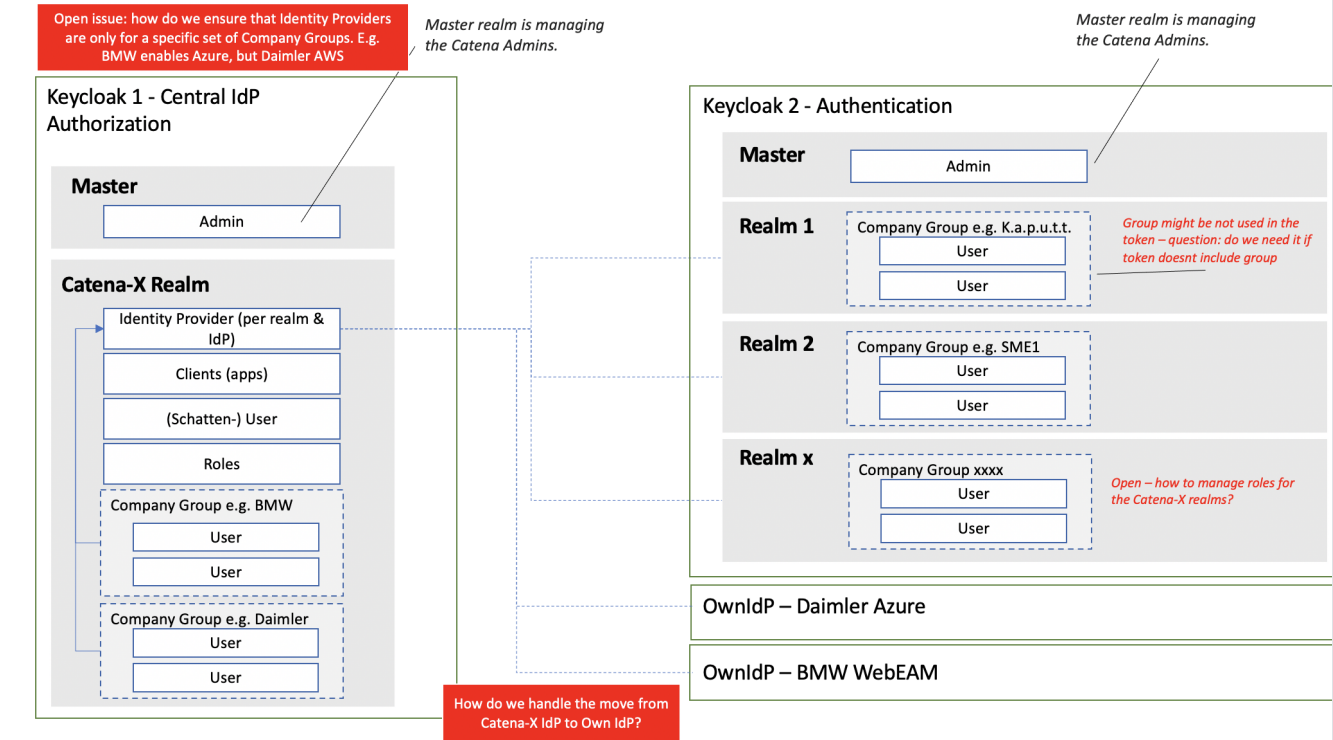 Open issue: how do we ensure that Identity Providers
are only for a specific set of Company Groups. E.g.
BMW enables Azure, but Daimler AWS
Master realm is managing
the Catena Admins.
Master realm is managing
the Catena Admins.
Keycloak 1 - Central IdP
Authorization
Master
Admin
Catena-X Realm
Identity Provider (per realm &
IdP)
Clients (apps)
(Schatten-) User
Roles
Company Group e.g. BMW
User
User
Company Group e.g. Daimler
User
User
How do we handle the move from
Catena-X IdP to Own IdP?
Keycloak 2 - Authentication
Master
Admin
Realm 1
Company Group e.g. K.a.p.u.t.t.
User
User
Group might be not used in the
token – question: do we need it if
token doesnt include group
Realm 2
Company Group e.g. SME1
User
User
Realm x
Company Group xxxx
User
User
Open – how to manage roles for
the Catena-X realms?
OwnIdP – Daimler Azure
OwnIdP – BMW WebEAM